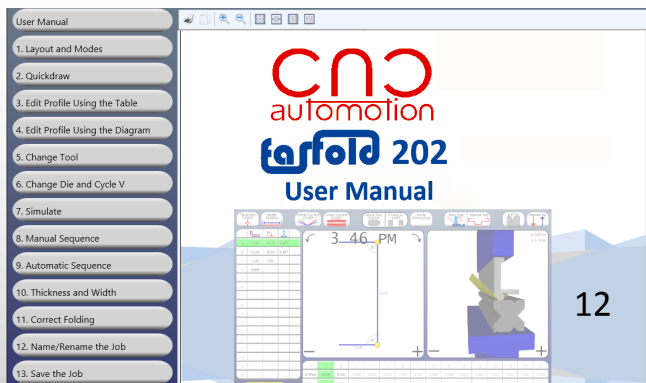 User Manual
1. Layout and Modes
2. Quickdraw
3. Edit Profile Using the Table
4. Edit Profile Using the Diagram
5. Change Tool
6. Change Die and Cycle V
7. Simulate
8. Manual Sequence
9. Automatic Sequence
10. Thickness and Width
11. Correct Folding
12. Name/Rename the Job
13. Save the Job
cnc
automotion
fasfold 202
User Manual
3 46 PM
12